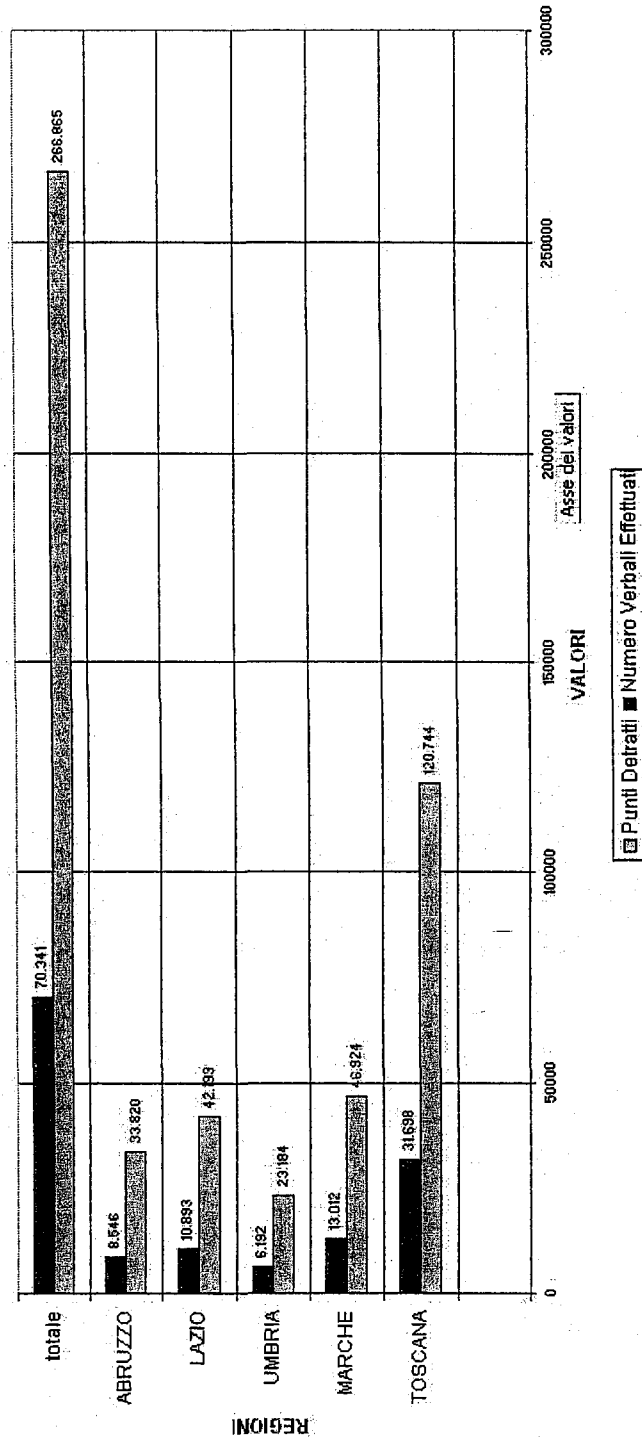 REGIONI
totale
70.341
266.865
ABRUZZO
8.546
33.820
LAZIO
10.893
42.193
UMBRIA
6.192
23.184
MARCHE
13.012
46.924
TOSCANA
31.698
120.744
0
50000
100000
150000
200000
250000
300000
Asse dei valori
VALORI
Punti Detratti Numero Verbali Effettuati